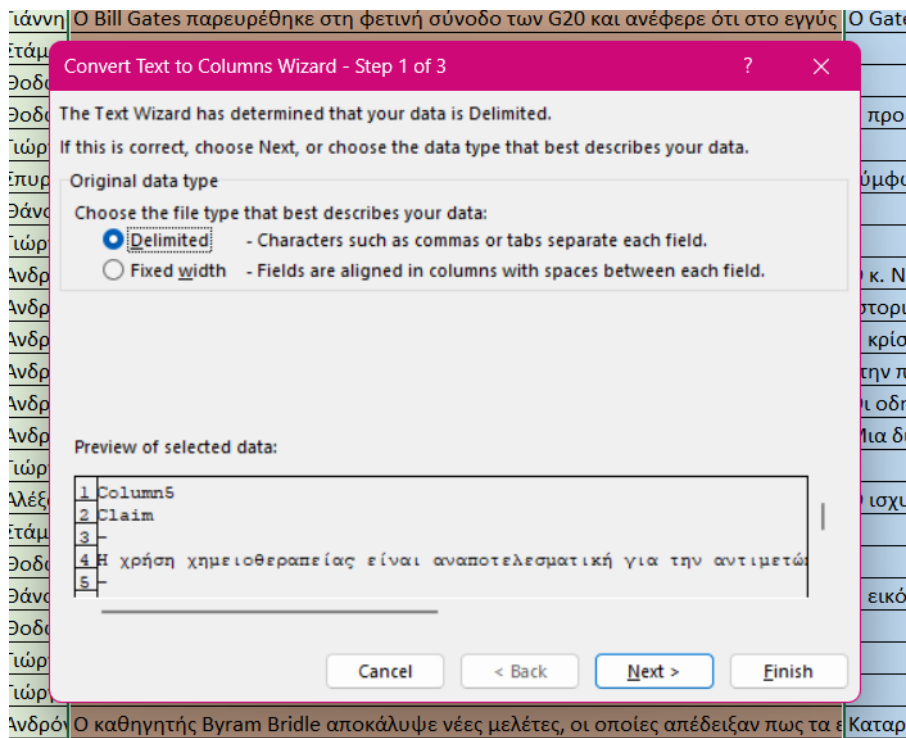 Ο Bill Gates παρευρέθηκε στη φετινή σύνοδο των G20 και ανέφερε ότι στο εγγύς
Convert Text to Columns Wizard - Step 1 of 3
?
The Text Wizard has determined that your data is Delimited.
If this is correct, choose Next, or choose the data type that best describes your data.
Original data type
Choose the file type that best describes your data:
Delimited - Characters such as commas or tabs separate each field.
Fixed width - Fields are aligned in columns with spaces between each field.
κ. Ν
Μια
Preview of selected data:
1 Column5
2 Claim
3 -
4 Η χρήση χημειοθεραπείας είναι αναποτελεσματική για την
5 -
Cancel < Back Next > Finish
Ο καθηγητής Byram Bridle αποκάλυψε νέες μελέτες, οι οποίες απέδειξαν πως τα